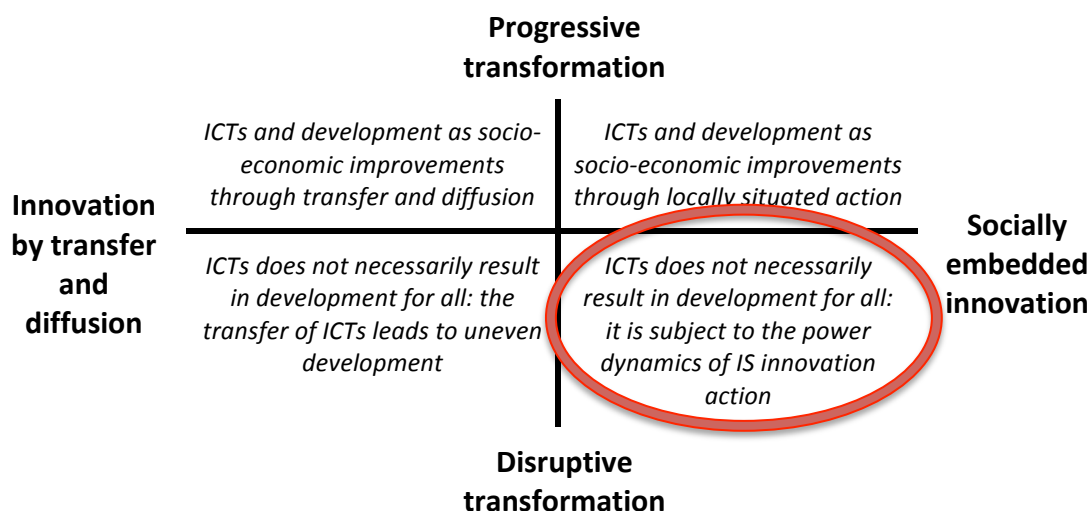 Progressive
transformation
ICTs and development as socio-
economic improvements
through transfer and diffusion
ICTs and development as
socio-economic improvements
through locally situated action
Innovation
by transfer
and
diffusion
Socially
embedded
innovation
ICTs does not necessarily result
in development for all: the
transfer of ICTs leads to uneven
development
ICTs does not necessarily
result in development for all:
it is subject to the power
dynamics of IS innovation
action
Disruptive
transformation